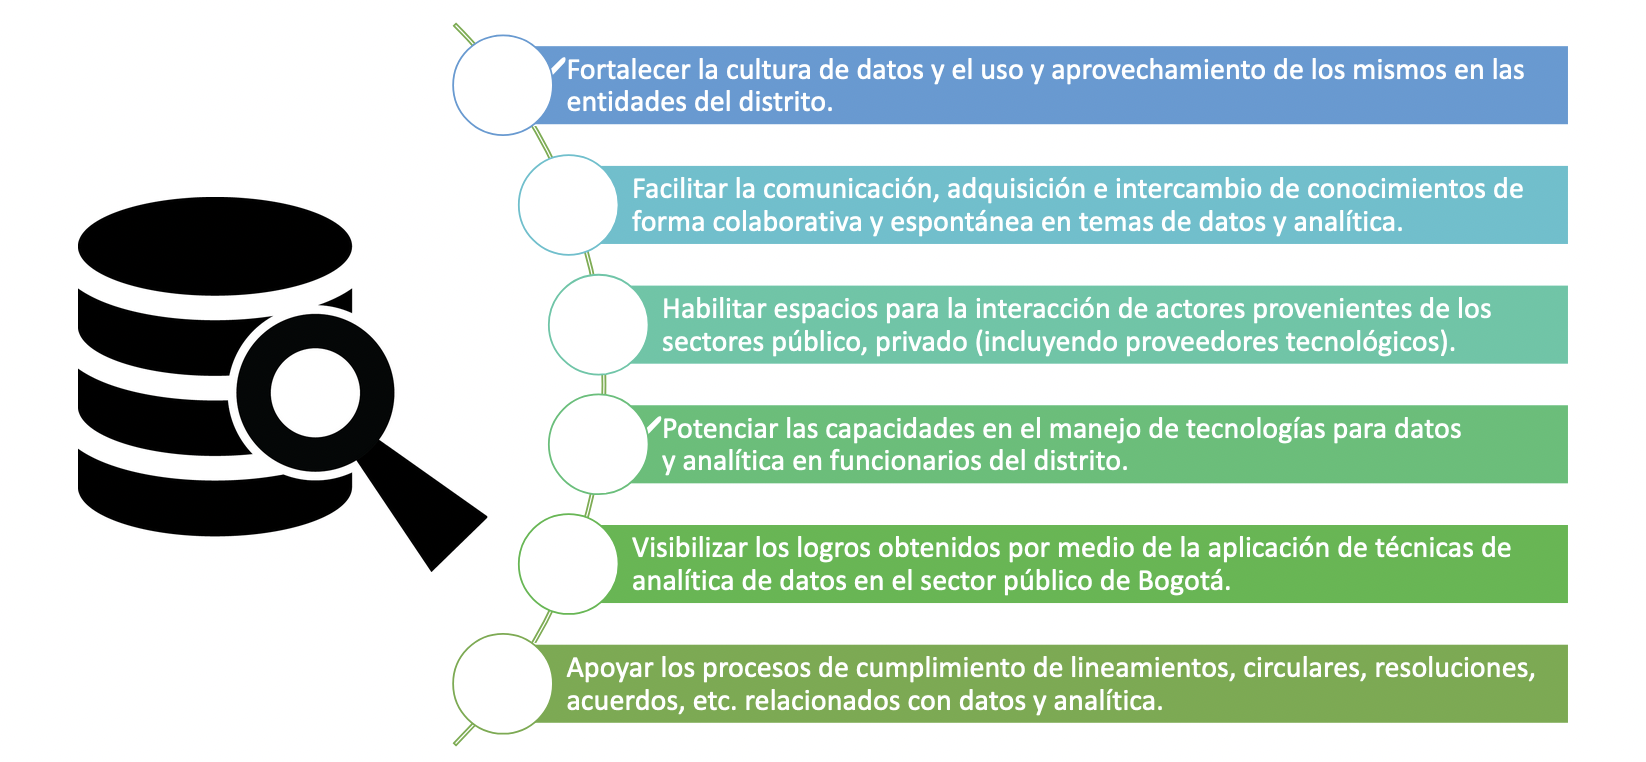 ✓Fortalecer la cultura de datos y el uso y aprovechamiento de los mismos en las
entidades del distrito.
Facilitar la comunicación, adquisición e intercambio de conocimientos de
forma colaborativa y espontánea en temas de datos y analítica.
Habilitar espacios para la interacción de actores provenientes de los
sectores público, privado (incluyendo proveedores tecnológicos).
✓Potenciar las capacidades en el manejo de tecnologías para datos
y analítica en funcionarios del distrito.
Visibilizar los logros obtenidos por medio de la aplicación de técnicas de
analítica de datos en el sector público de Bogotá.
Apoyar los procesos de cumplimiento de lineamientos, circulares, resoluciones,
acuerdos, etc. relacionados con datos y analítica.